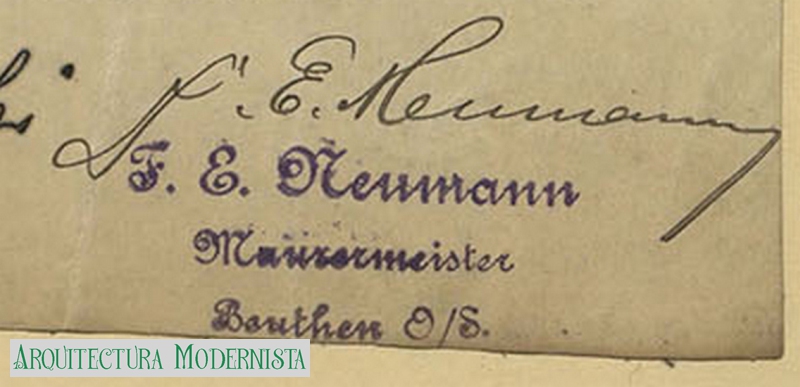 F. E. Neumann
F. E. Neumann
Maurermeister
Beuthen O/S.
ARQUITECTURA MODERNISTA